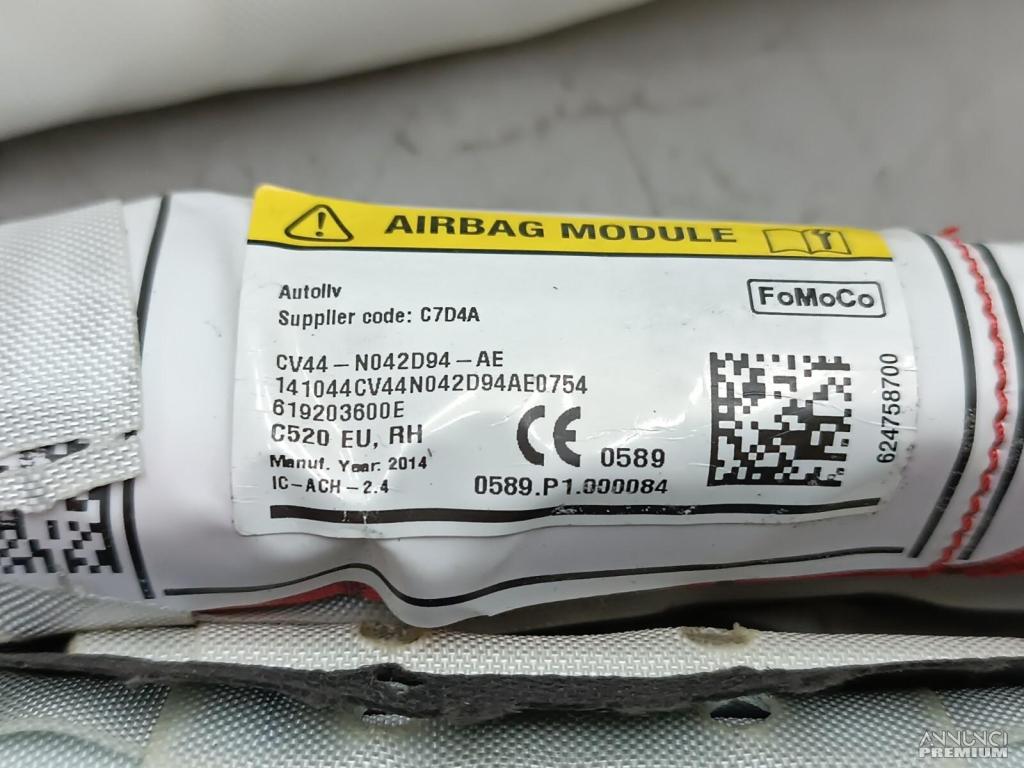 AIRBAG MODULE
Autoliv
Supplier code: C7D4A
FoMoCo
CV44-N042D94-AE
141044CV44N042D94AE0754
619203600E
C520 EU, RH
Manuf. Year: 2014
IC-ACH-2.4
CE 0589
0589.P1.000084
624758700
ANNUNCI
PREMIUM